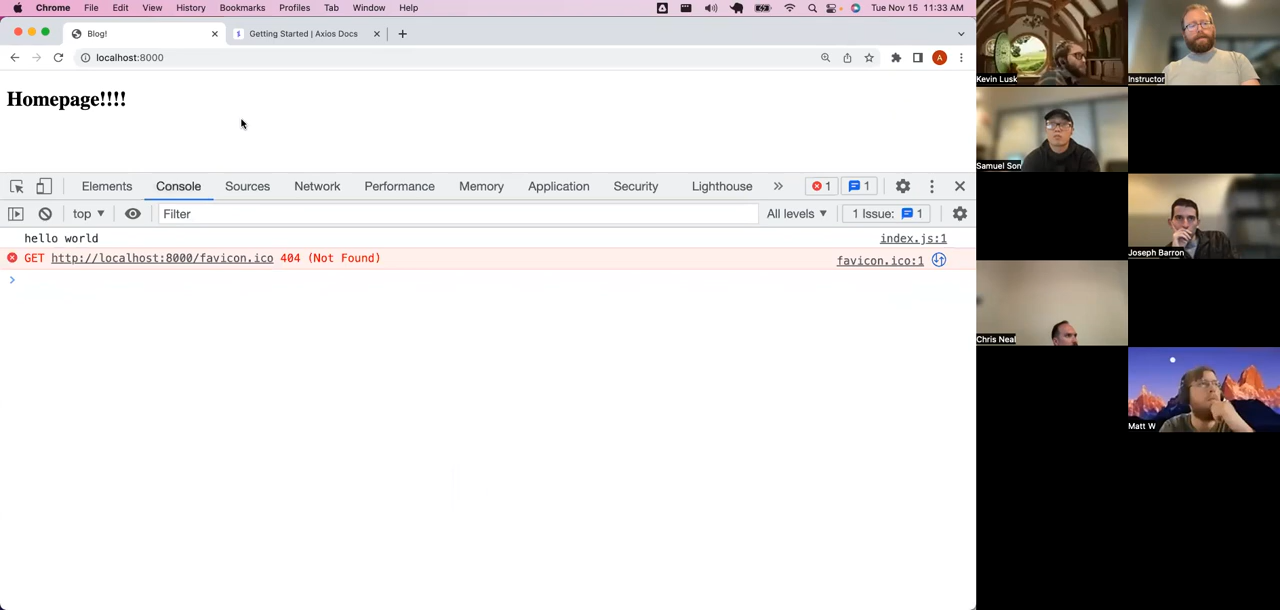 Chrome File Edit View History Bookmarks Profiles Tab Window Help Tue Nov 15 11:33 AM
Blog! Getting Started | Axios Docs
localhost:8000 A
Homepage!!!!
Elements Console Sources Network Performance Memory Application Security Lighthouse 1 1
top Filter All levels 1 Issue: 1
hello world index.js:1
GET http://localhost:8000/favicon.ico 404 (Not Found) favicon.ico:1
Kevin Lusk
Instructor
Samuel Son
Joseph Barron
Chris Neal
Matt W